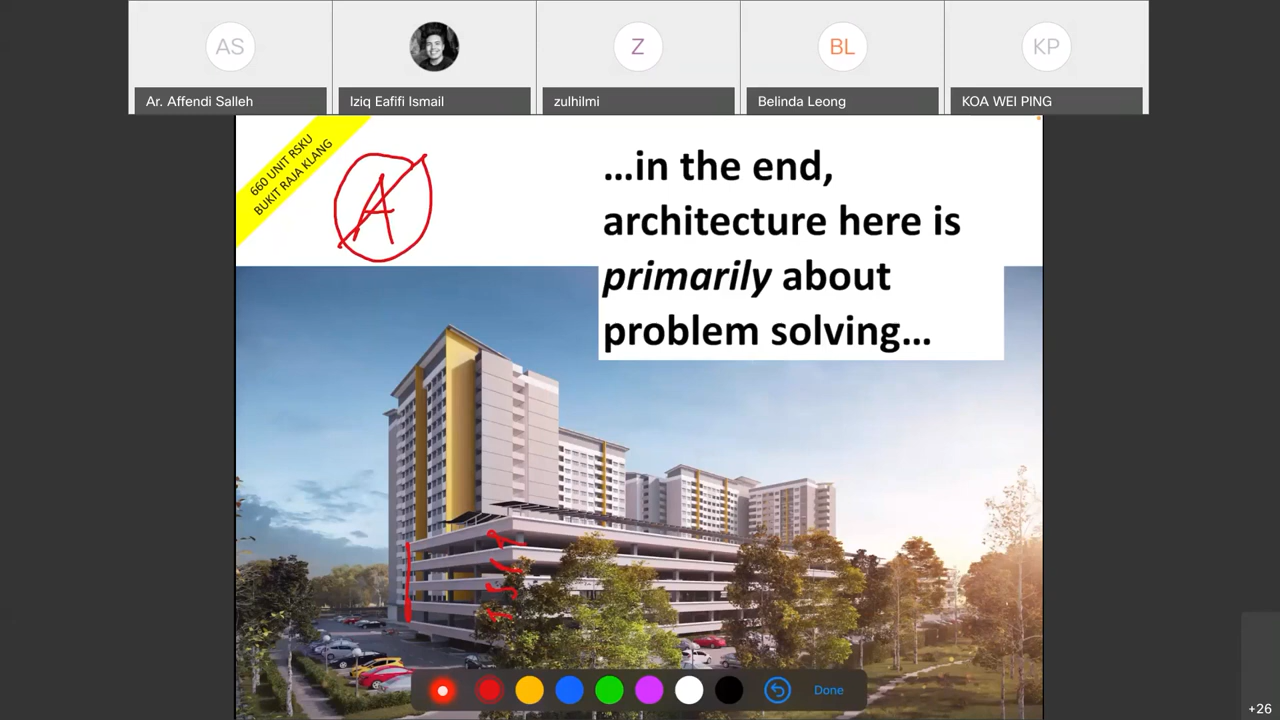 AS
Z
BL
KP
Ar. Affendi Salleh
Iziq Eafifi Ismail
zulhilmi
Belinda Leong
KOA WEI PING
660 UNIT RSKU
BUKIT RAJA KLANG
A
...in the end,
architecture here is
primarily about
problem solving...
Done
+26